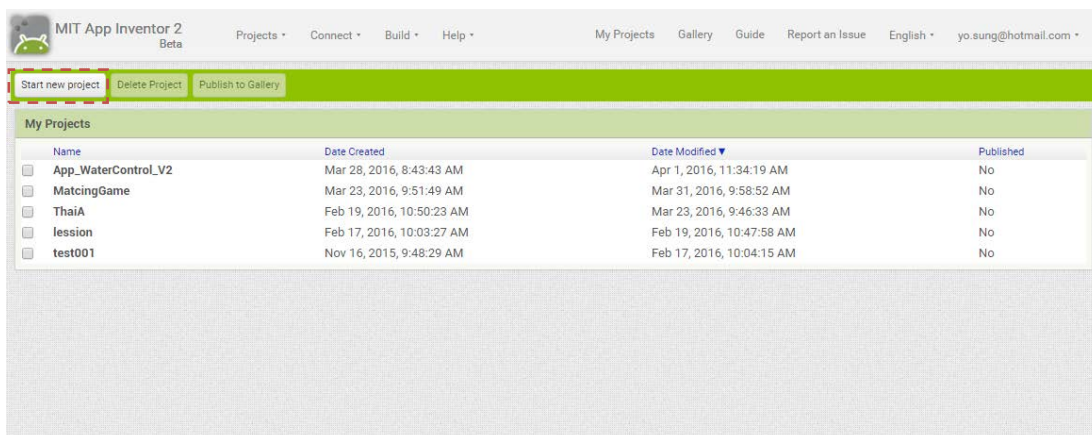 MIT App Inventor 2
Beta
Projects Connect Build Help My Projects Gallery Guide Report an Issue English yo.sung@hotmail.com
Start new project Delete Project Publish to Gallery
My Projects
Name Date Created Date Modified ▼ Published
App_WaterControl_V2 Mar 28, 2016, 8:43:43 AM Apr 1, 2016, 11:34:19 AM No
MatcingGame Mar 23, 2016, 9:51:49 AM Mar 31, 2016, 9:58:52 AM No
ThaiA Feb 19, 2016, 10:50:23 AM Mar 23, 2016, 9:46:33 AM No
lession Feb 17, 2016, 10:03:27 AM Feb 19, 2016, 10:47:58 AM No
test001 Nov 16, 2015, 9:48:29 AM Feb 17, 2016, 10:04:15 AM No